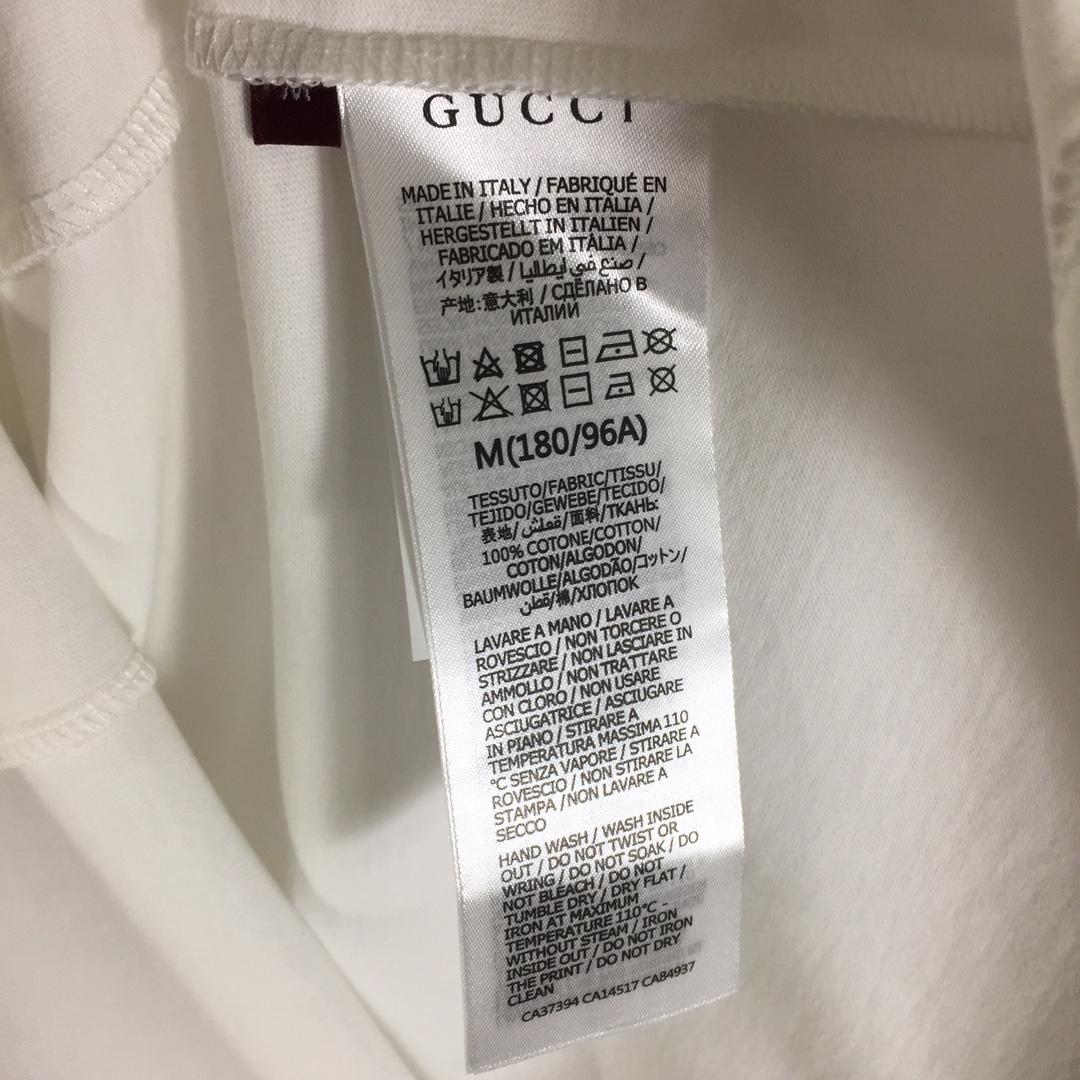 GUCCI
MADE IN ITALY / FABRIQUÉ EN
ITALIE / HECHO EN ITALIA /
HERGESTELLT IN ITALIEN /
FABRICADO EM ITÂLIA /
イタリア製 / صنع في ايطاليا /
产地:意大利 / СДЕЛАНО В
ИТАЛИИ
M(180/96A)
TESSUTO/FABRIC/TISSU/
TEJIDO/GEWEBE/TECIDO/
表地/قماش/面料/ТКАНЬ:
100% COTONE/COTTON/
COTON/ALGODON/
BAUMWOLLE/ALGODÃO/コットン/
قطن/棉/ХЛОПОК
LAVARE A MANO / LAVARE A
ROVESCIO / NON TORCERE O
STRIZZARE / NON LASCIARE IN
AMMOLLO / NON TRATTARE
CON CLORO / NON USARE
ASCIUGATRICE / ASCIUGARE
IN PIANO / STIRARE A
TEMPERATURA MASSIMA 110
°C SENZA VAPORE / STIRARE A
ROVESCIO / NON STIRARE LA
STAMPA / NON LAVARE A
SECCO
HAND WASH / WASH INSIDE
OUT / DO NOT TWIST OR
WRING / DO NOT SOAK / DO
NOT BLEACH / DO NOT
TUMBLE DRY / DRY FLAT /
IRON AT MAXIMUM
TEMPERATURE 110°C -
WITHOUT STEAM / IRON
INSIDE OUT / DO NOT IRON
THE PRINT / DO NOT DRY
CLEAN
CA37394 CA14517 CA84937